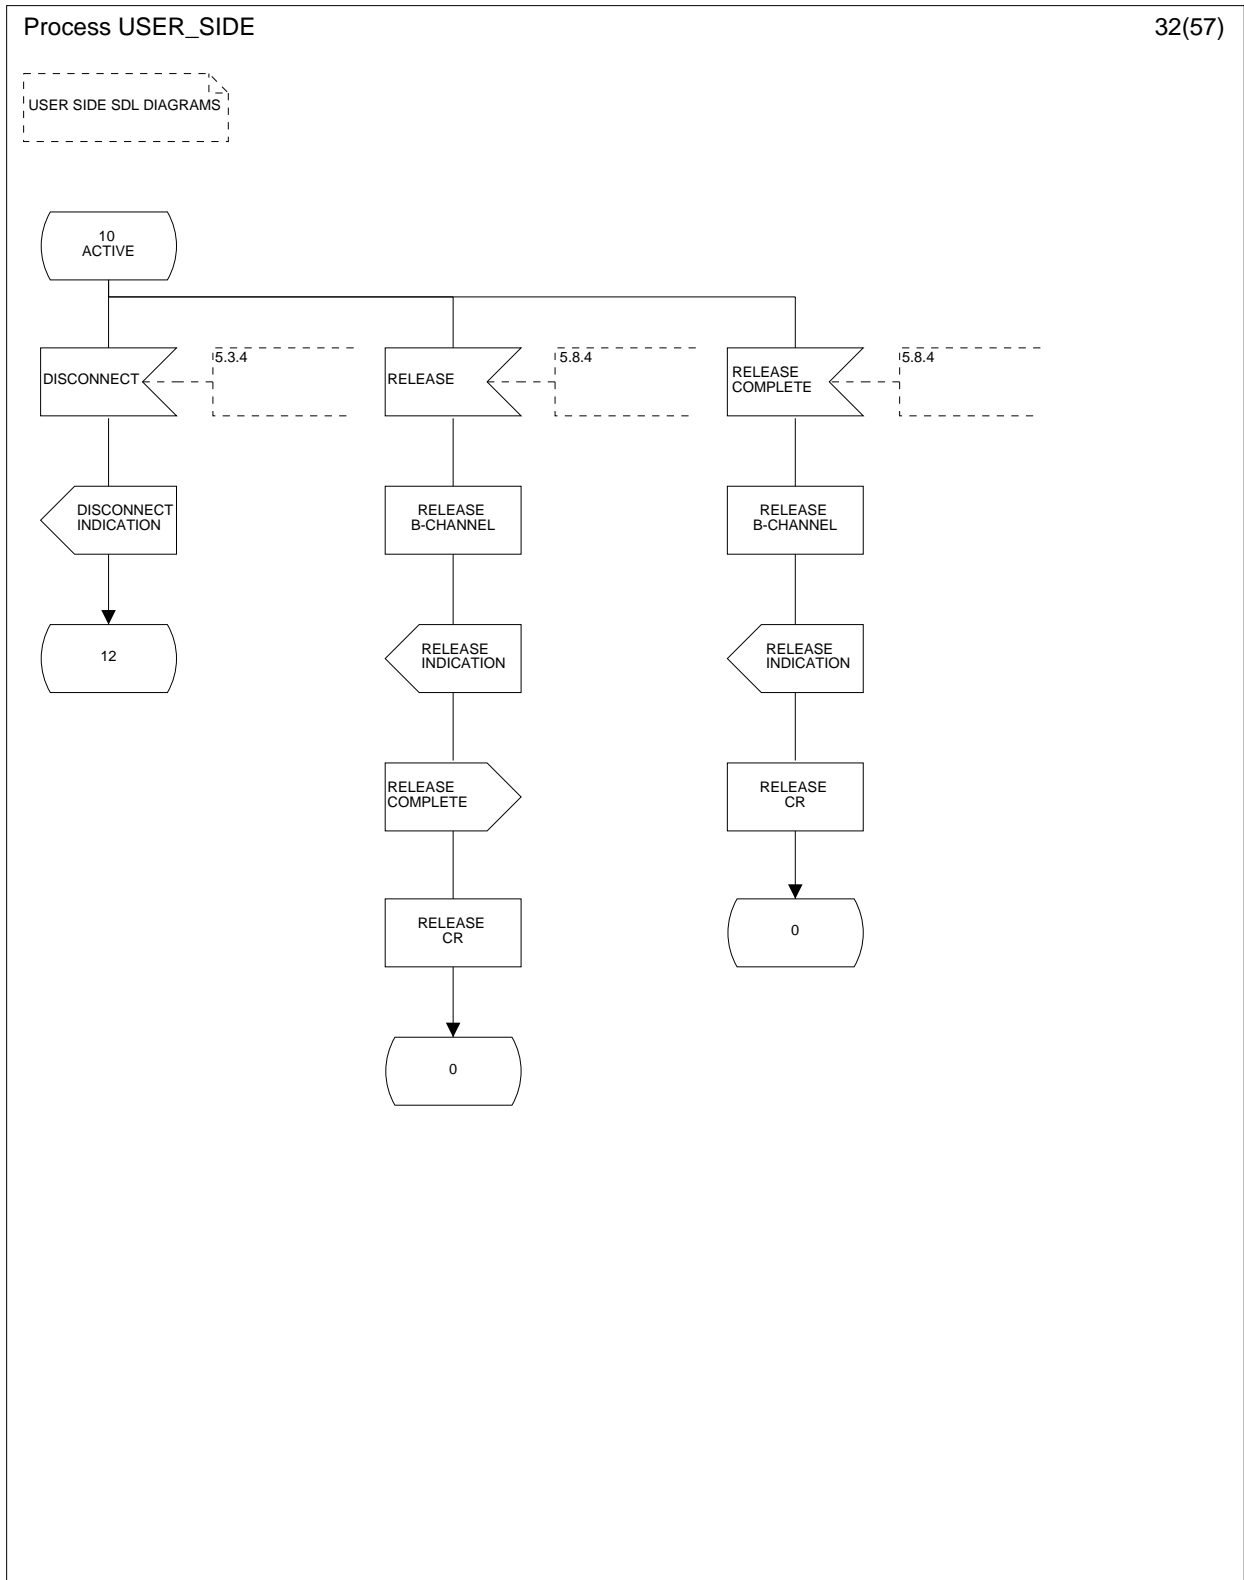 Process USER_SIDE
32(57)
USER SIDE SDL DIAGRAMS
10
ACTIVE
DISCONNECT
5.3.4
RELEASE
5.8.4
RELEASE
COMPLETE
5.8.4
DISCONNECT
INDICATION
RELEASE
B-CHANNEL
RELEASE
B-CHANNEL
12
RELEASE
INDICATION
RELEASE
INDICATION
RELEASE
COMPLETE
RELEASE
CR
RELEASE
CR
0
0